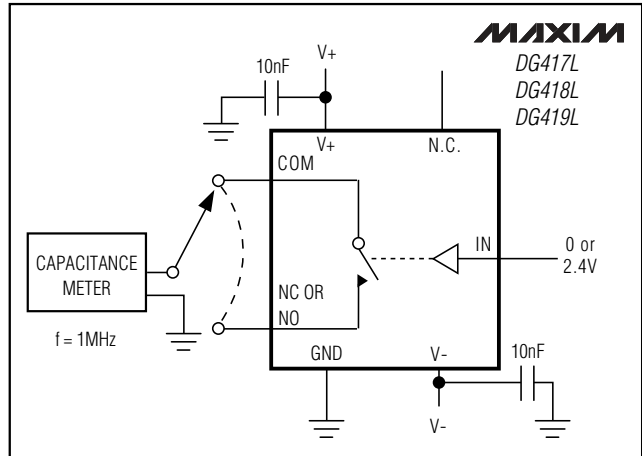 MAXIM
DG417L
DG418L
DG419L
V+
10nF
V+
N.C.
COM
IN
0 or
2.4V
CAPACITANCE
METER
f = 1MHz
NC OR
NO
GND
V-
10nF
V-